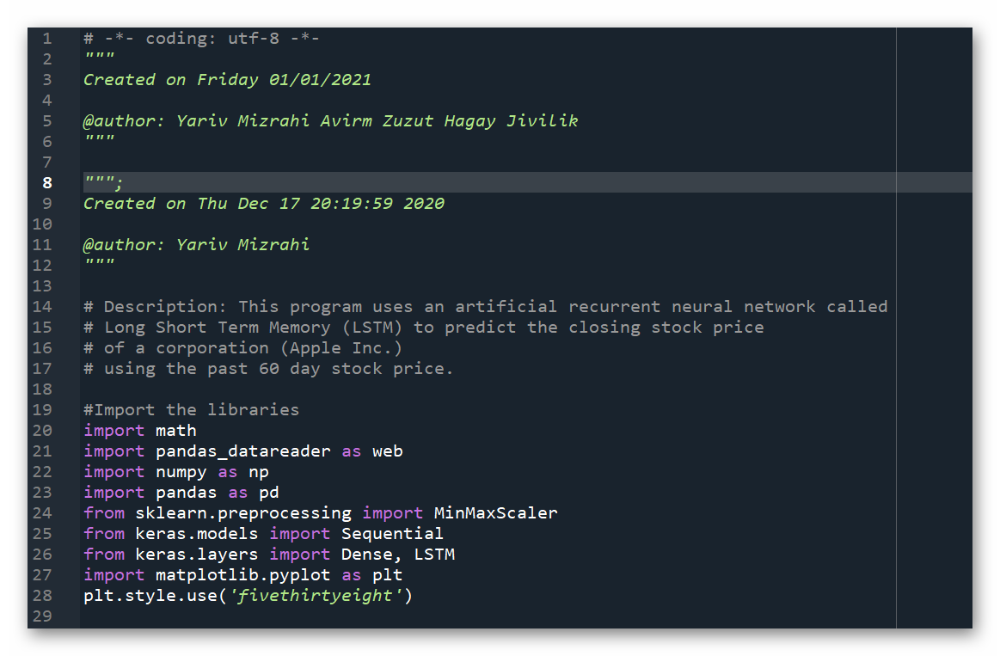 1 # -*- coding: utf-8 -*-
2 """
3 Created on Friday 01/01/2021
4
5 @author: Yariv Mizrahi Avirm Zuzut Hagay Jivilik
6 """
7
8 """;
9 Created on Thu Dec 17 20:19:59 2020
10
11 @author: Yariv Mizrahi
12 """
13
14 # Description: This program uses an artificial recurrent neural network called
15 # Long Short Term Memory (LSTM) to predict the closing stock price
16 # of a corporation (Apple Inc.)
17 # using the past 60 day stock price.
18
19 #Import the libraries
20 import math
21 import pandas_datareader as web
22 import numpy as np
23 import pandas as pd
24 from sklearn.preprocessing import MinMaxScaler
25 from keras.models import Sequential
26 from keras.layers import Dense, LSTM
27 import matplotlib.pyplot as plt
28 plt.style.use('fivethirtyeight')
29